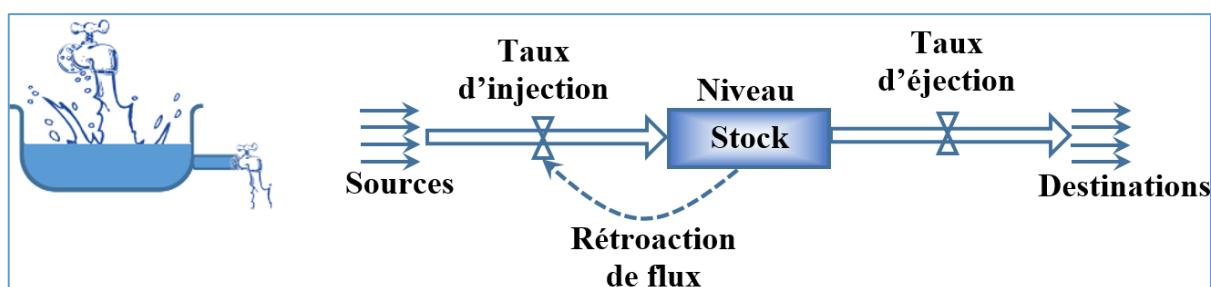 Taux
d’injection
Taux
d’éjection
Niveau
Stock
Sources
Destinations
Rétroaction
de flux